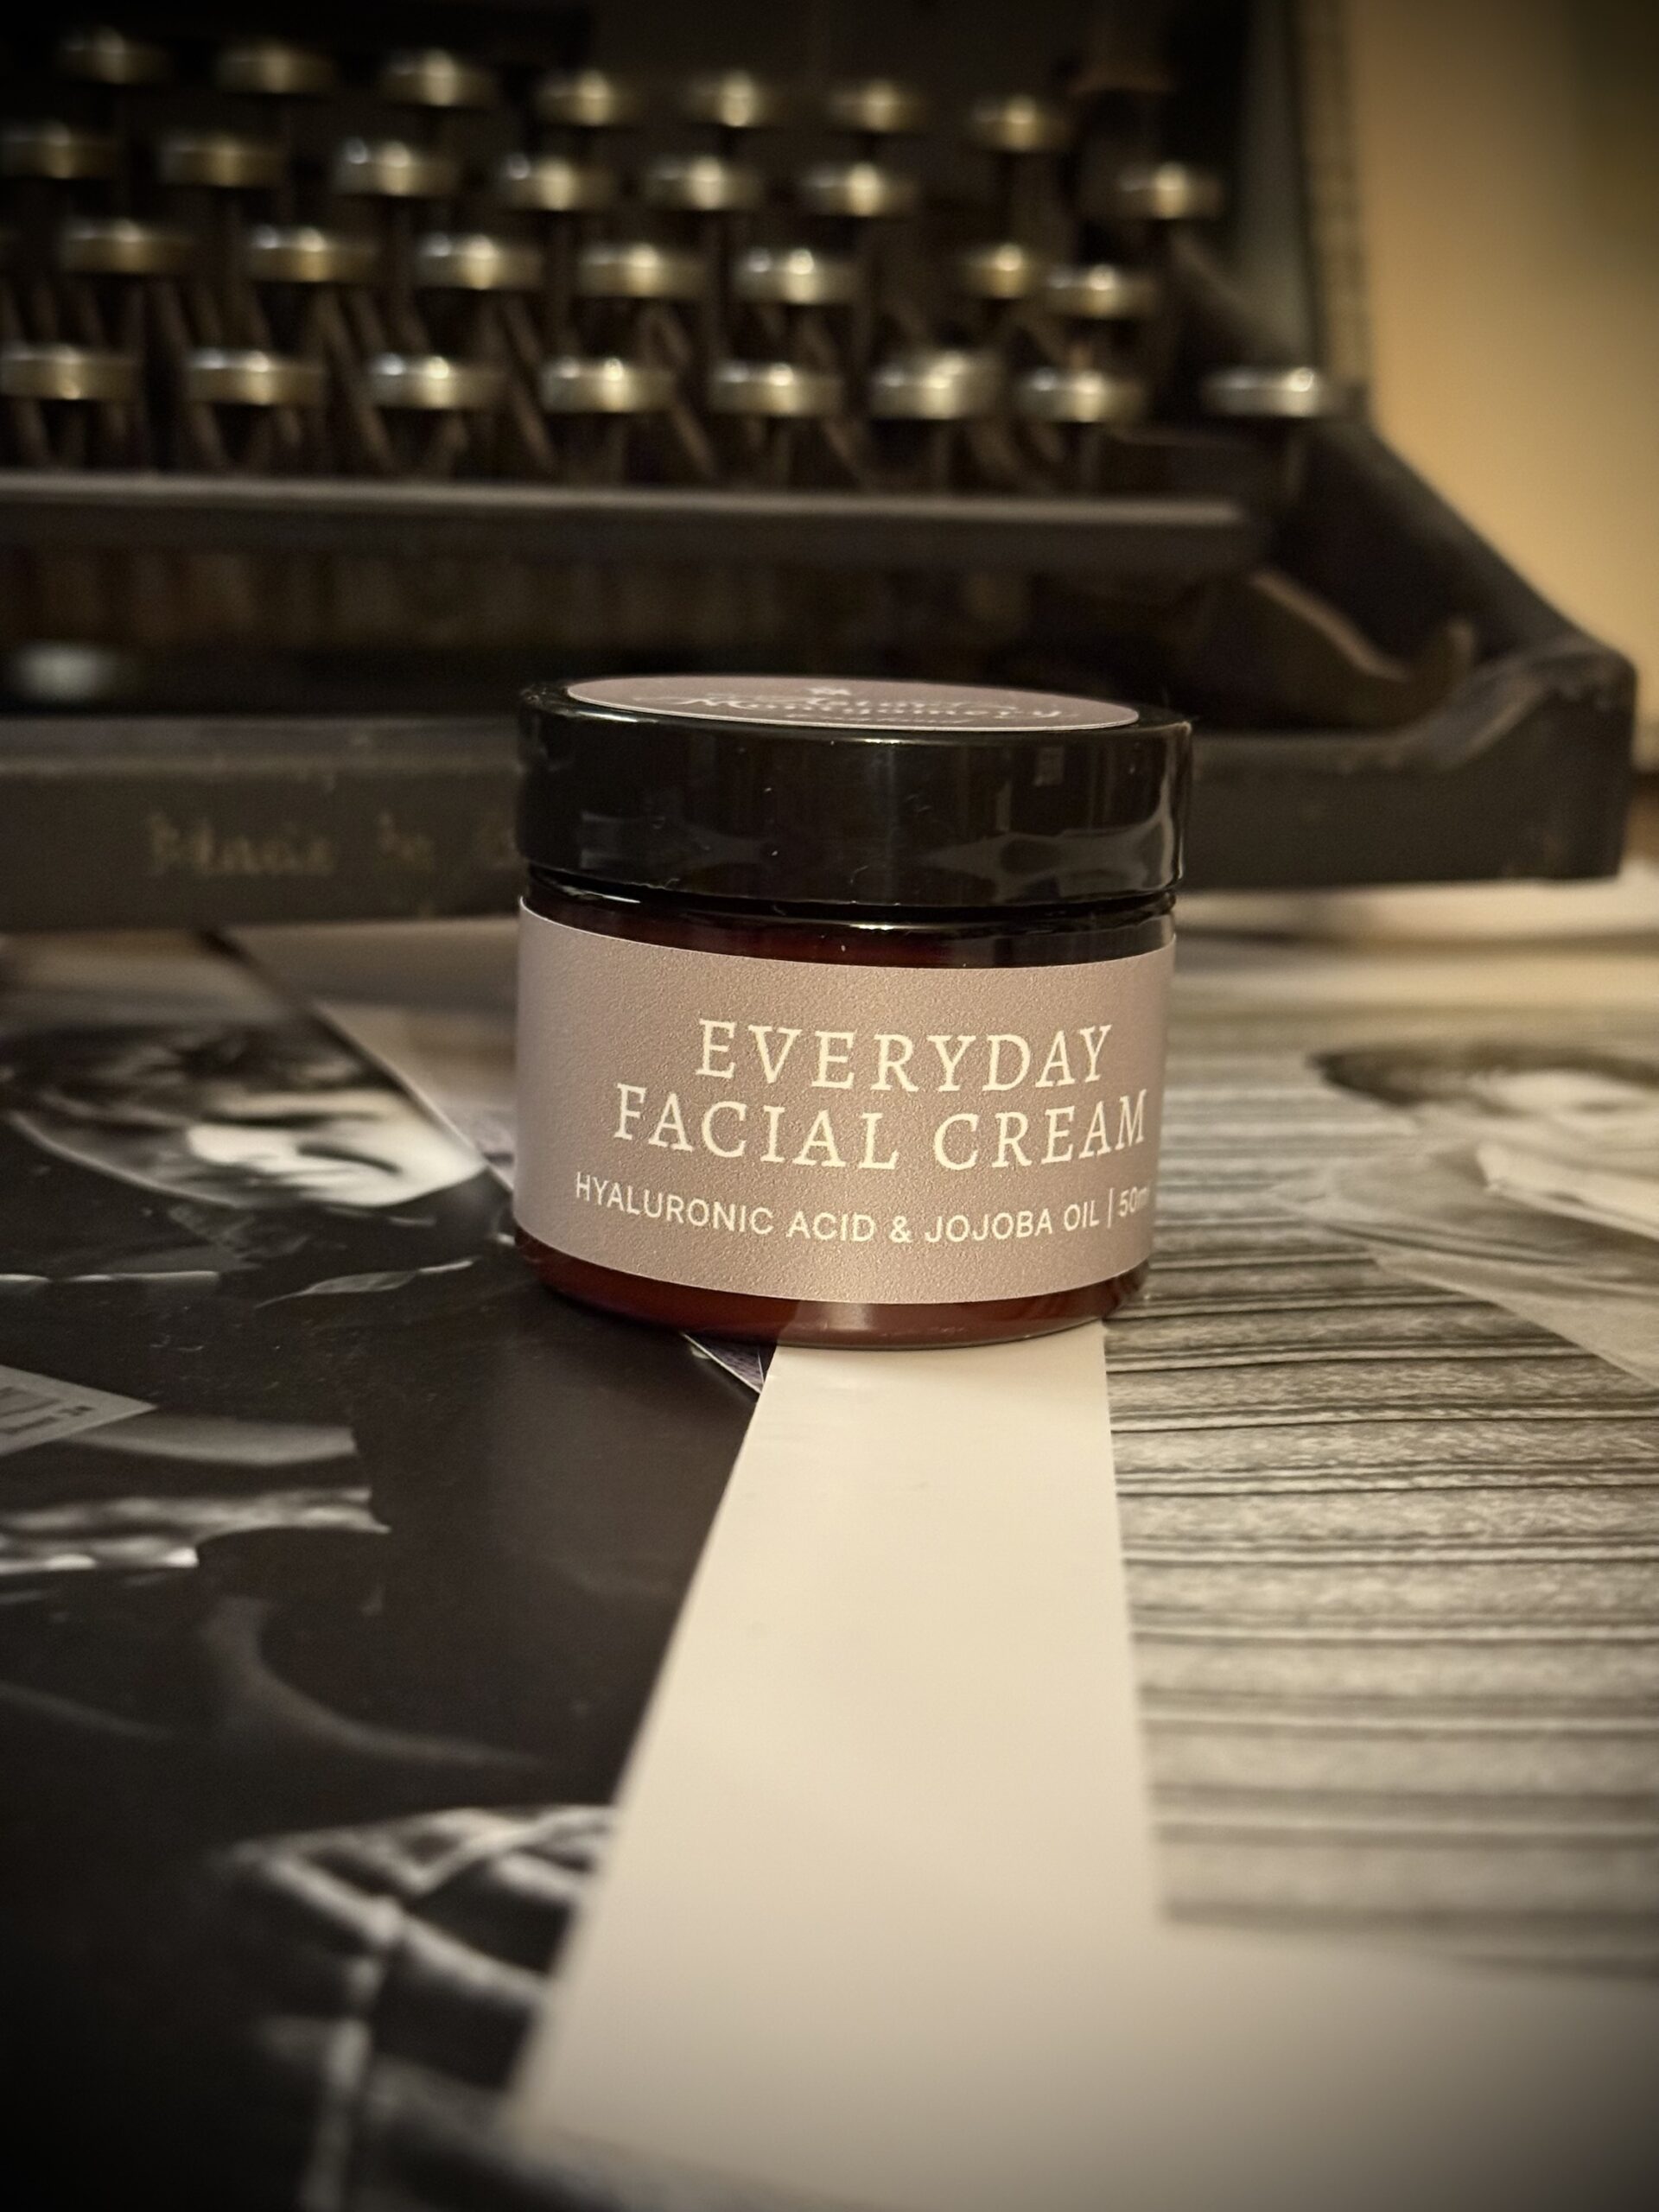 EVERYDAY
FACIAL CREAM
HYALURONIC ACID & JOJOBA OIL | 50m